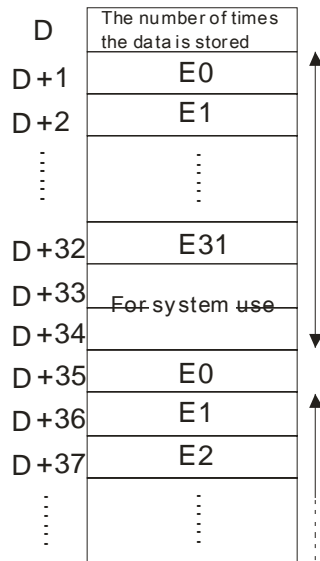 D
The number of times
the data is stored
D+1 E0
D+2 E1
D+32 E31
D+33
For system use
D+34
D+35 E0
D+36 E1
D+37 E2